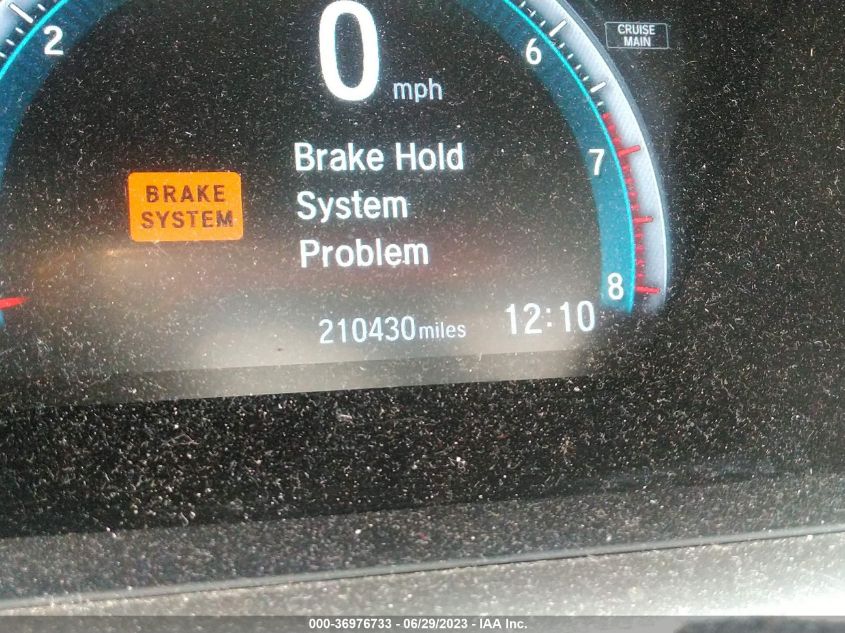 2
0
mph
6
CRUISE
MAIN
7
8
BRAKE
SYSTEM
Brake Hold
System
Problem
210430 miles
12:10
000-36976733 - 06/29/2023 - IAA Inc.